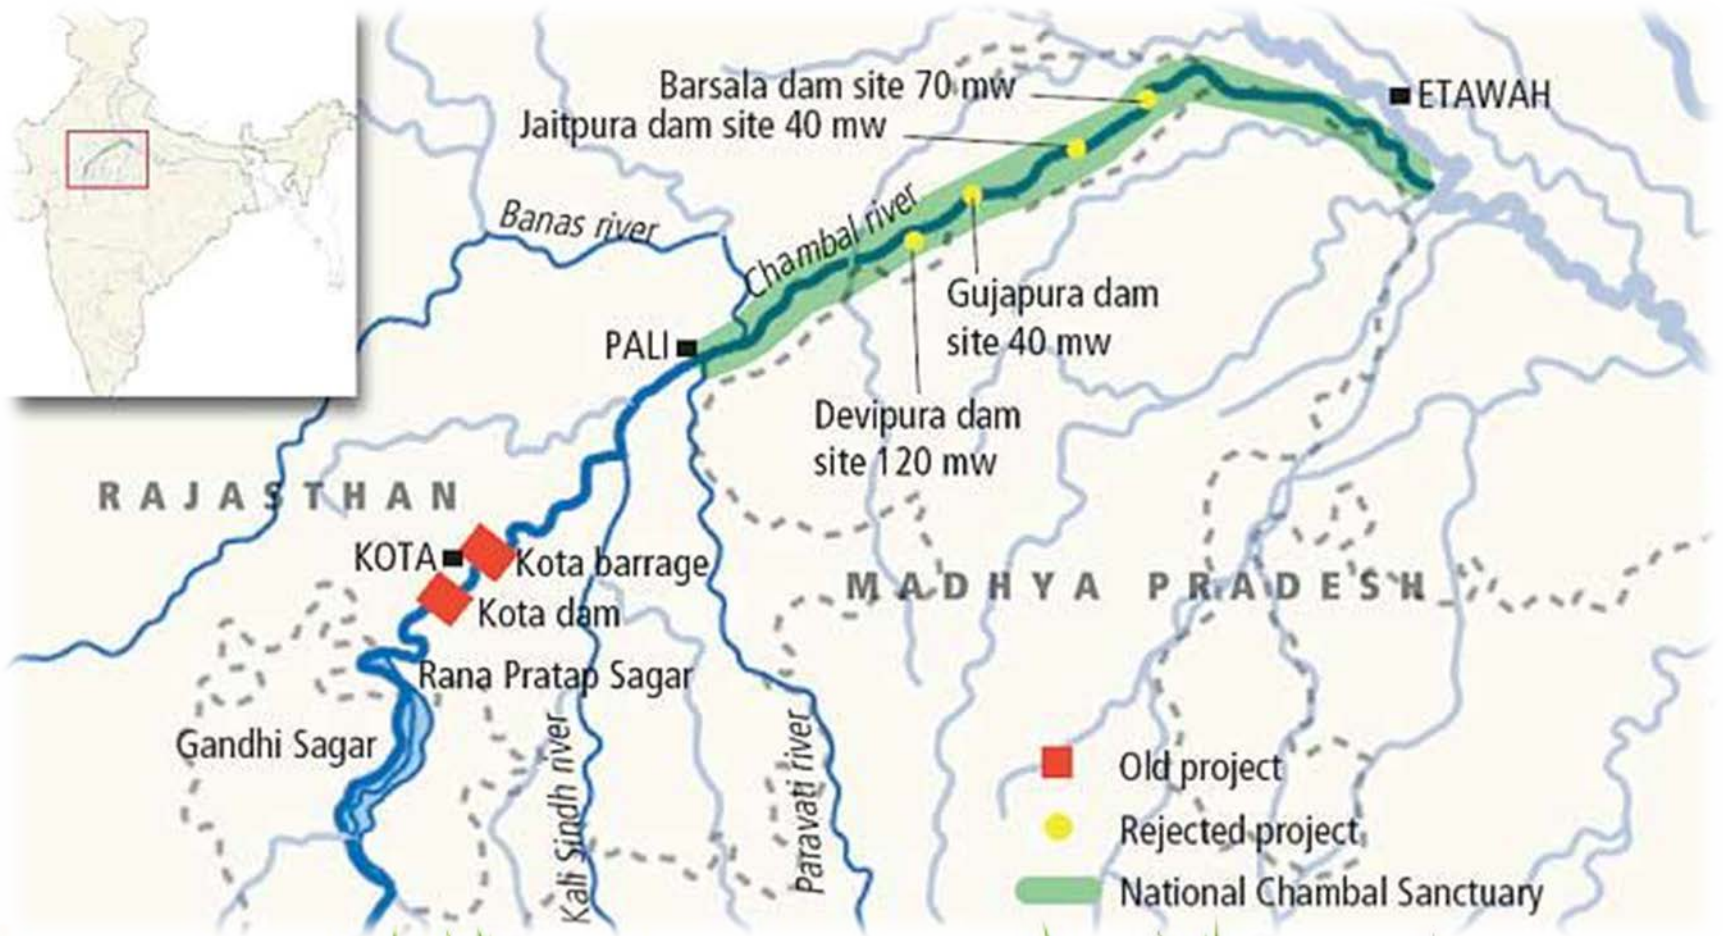 Barsala dam site 70 mw
ETAWAH
Jaitpura dam site 40 mw
Banas river
Chambal river
Gujapura dam
site 40 mw
PALI
Devipura dam
site 120 mw
RAJASTHAN
KOTA
Kota barrage
MADHYA PRADESH
Kota dam
Rana Pratap Sagar
Gandhi Sagar
Kali Sindh river
Paravati river
Old project
Rejected project
National Chambal Sanctuary